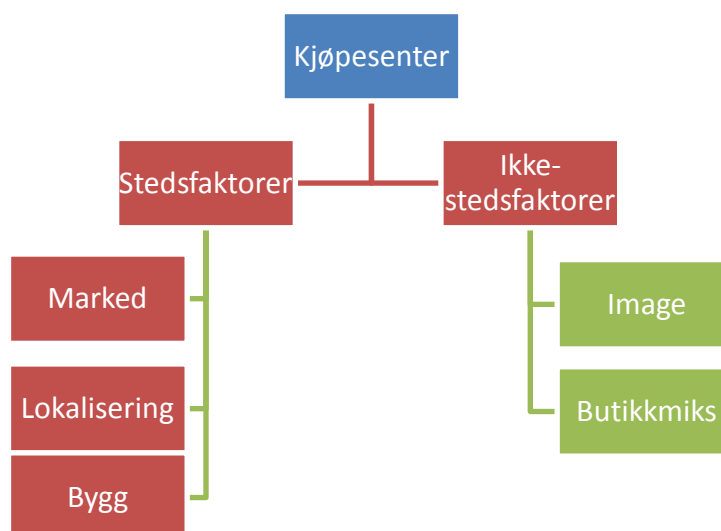 Kjøpesenter
Stedsfaktorer
Ikke-
stedsfaktorer
Marked
Lokalisering
Bygg
Image
Butikkmiks